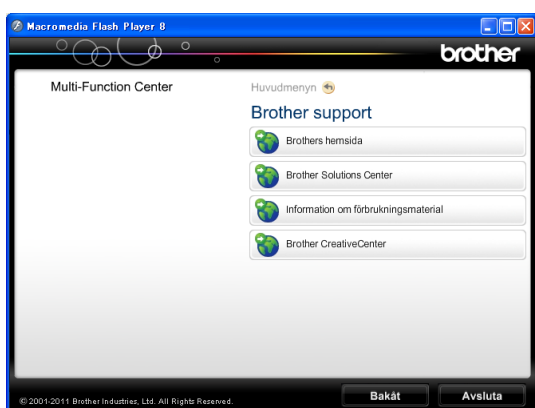 Macromedia Flash Player 8
brother
Multi-Function Center
Huvudmenyn
Brother support
Brothers hemsida
Brother Solutions Center
Information om förbrukningsmaterial
Brother CreativeCenter
© 2001-2011 Brother Industries, Ltd. All Rights Reserved.
Bakåt
Avsluta